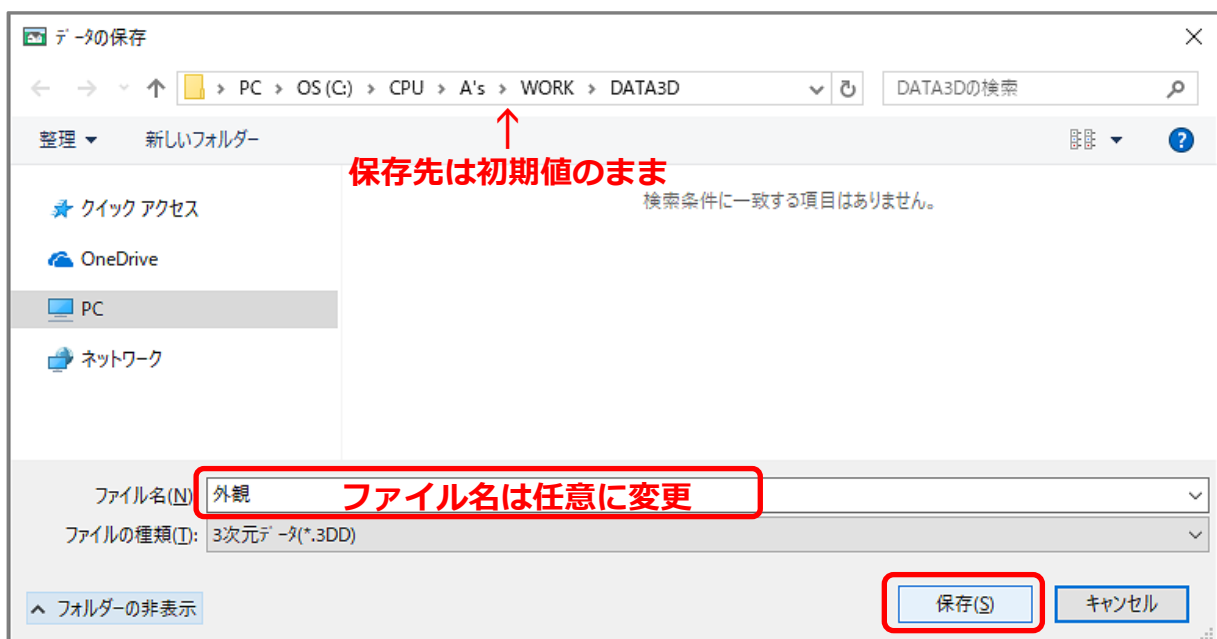 データの保存
PC › OS (C:) › CPU › A's › WORK › DATA3D
DATA3Dの検索
整理
新しいフォルダー
?
保存先は初期値のまま
検索条件に一致する項目はありません。
クイック アクセス
OneDrive
PC
ネットワーク
ファイル名(N) 外観
ファイル名は任意に変更
ファイルの種類(T): 3次元データ(*.3DD)
フォルダーの非表示
保存(S)
キャンセル